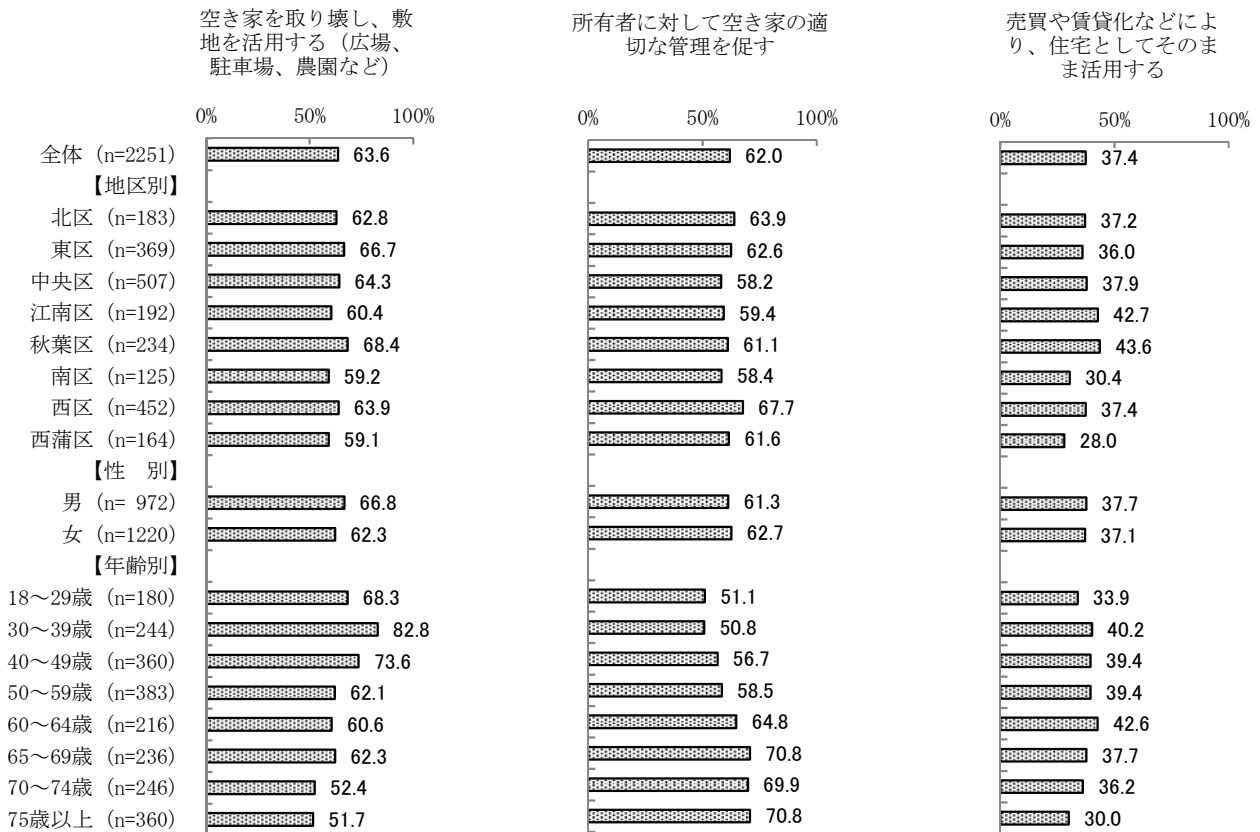 空き家を取り壊し、敷
地を活用する（広場、
駐車場、農園など）
所有者に対して空き家の適
切な管理を促す
売買や賃貸化などによ
り、住宅としてそのま
ま活用する
0% 50% 100% 0% 50% 100% 0% 50% 100%
全体 (n=2251) 63.6 62.0 37.4
【地区別】
北区 (n=183) 62.8 63.9 37.2
東区 (n=369) 66.7 62.6 36.0
中央区 (n=507) 64.3 58.2 37.9
江南区 (n=192) 60.4 59.4 42.7
秋葉区 (n=234) 68.4 61.1 43.6
南区 (n=125) 59.2 58.4 30.4
西区 (n=452) 63.9 67.7 37.4
西蒲区 (n=164) 59.1 61.6 28.0
【性　別】
男 (n= 972) 66.8 61.3 37.7
女 (n=1220) 62.3 62.7 37.1
【年齢別】
18～29歳 (n=180) 68.3 51.1 33.9
30～39歳 (n=244) 82.8 50.8 40.2
40～49歳 (n=360) 73.6 56.7 39.4
50～59歳 (n=383) 62.1 58.5 39.4
60～64歳 (n=216) 60.6 64.8 42.6
65～69歳 (n=236) 62.3 70.8 37.7
70～74歳 (n=246) 52.4 69.9 36.2
75歳以上 (n=360) 51.7 70.8 30.0